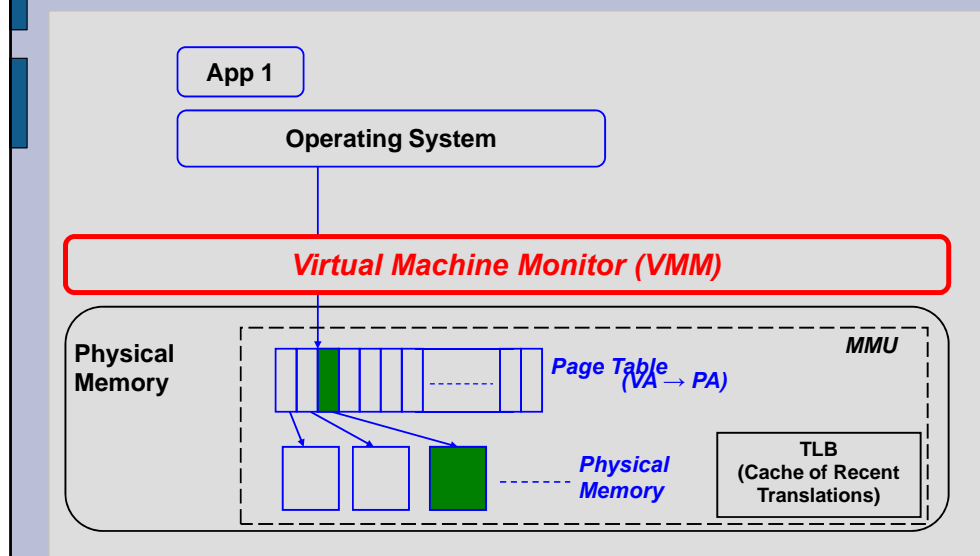 App 1
Operating System
Virtual Machine Monitor (VMM)
Physical
Memory
MMU
Page Table
(VA → PA)
Physical
Memory
TLB
(Cache of Recent
Translations)